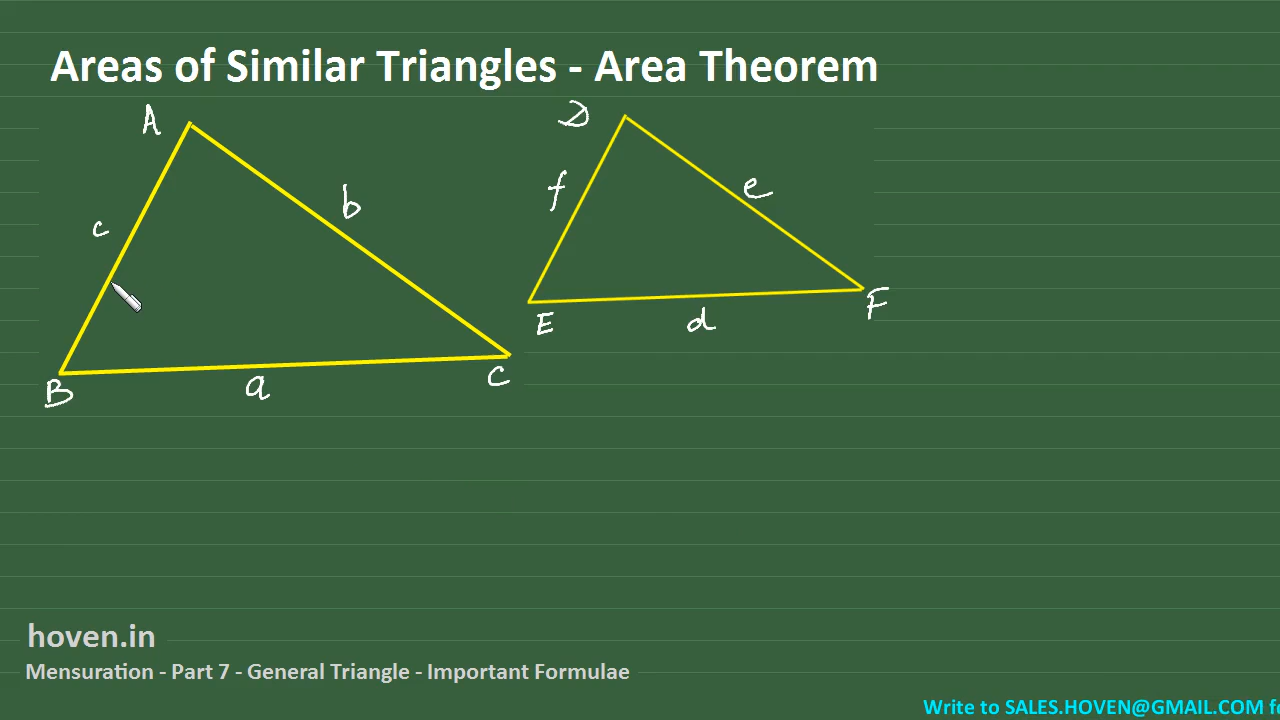 Areas of Similar Triangles - Area Theorem
A
D
c
b
f
e
B
a
C
E
d
F
hoven.in
Mensuration - Part 7 - General Triangle - Important Formulae
Write to SALES.HOVEN@GMAIL.COM